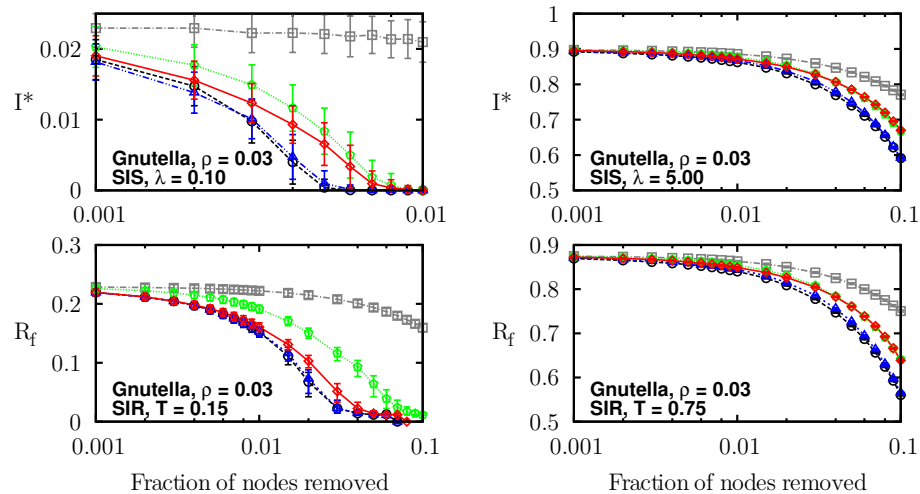 0.02
0.01
0
I*
Gnutella, ρ = 0.03
SIS, λ = 0.10
0.001
0.01
1
0.9
0.8
0.7
0.6
0.5
I*
Gnutella, ρ = 0.03
SIS, λ = 5.00
0.001
0.01
0.1
0.3
0.2
0.1
0
R_f
Gnutella, ρ = 0.03
SIR, T = 0.15
0.001
0.01
0.1
Fraction of nodes removed
0.9
0.8
0.7
0.6
0.5
R_f
Gnutella, ρ = 0.03
SIR, T = 0.75
0.001
0.01
0.1
Fraction of nodes removed